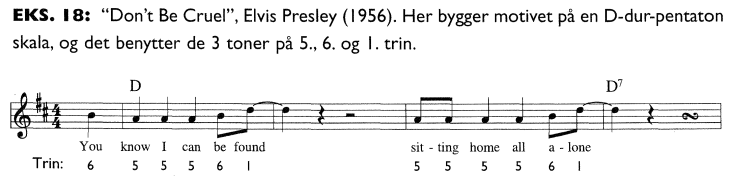 EKS. 18: “Don’t Be Cruel”, Elvis Presley (1956). Her bygger motivet på en D-dur-pentaton
skala, og det benytter de 3 toner på 5., 6. og 1. trin.
D D7
You know I can be found sit - ting home all a - lone
Trin: 6 5 5 5 6 1 5 5 5 5 6 1